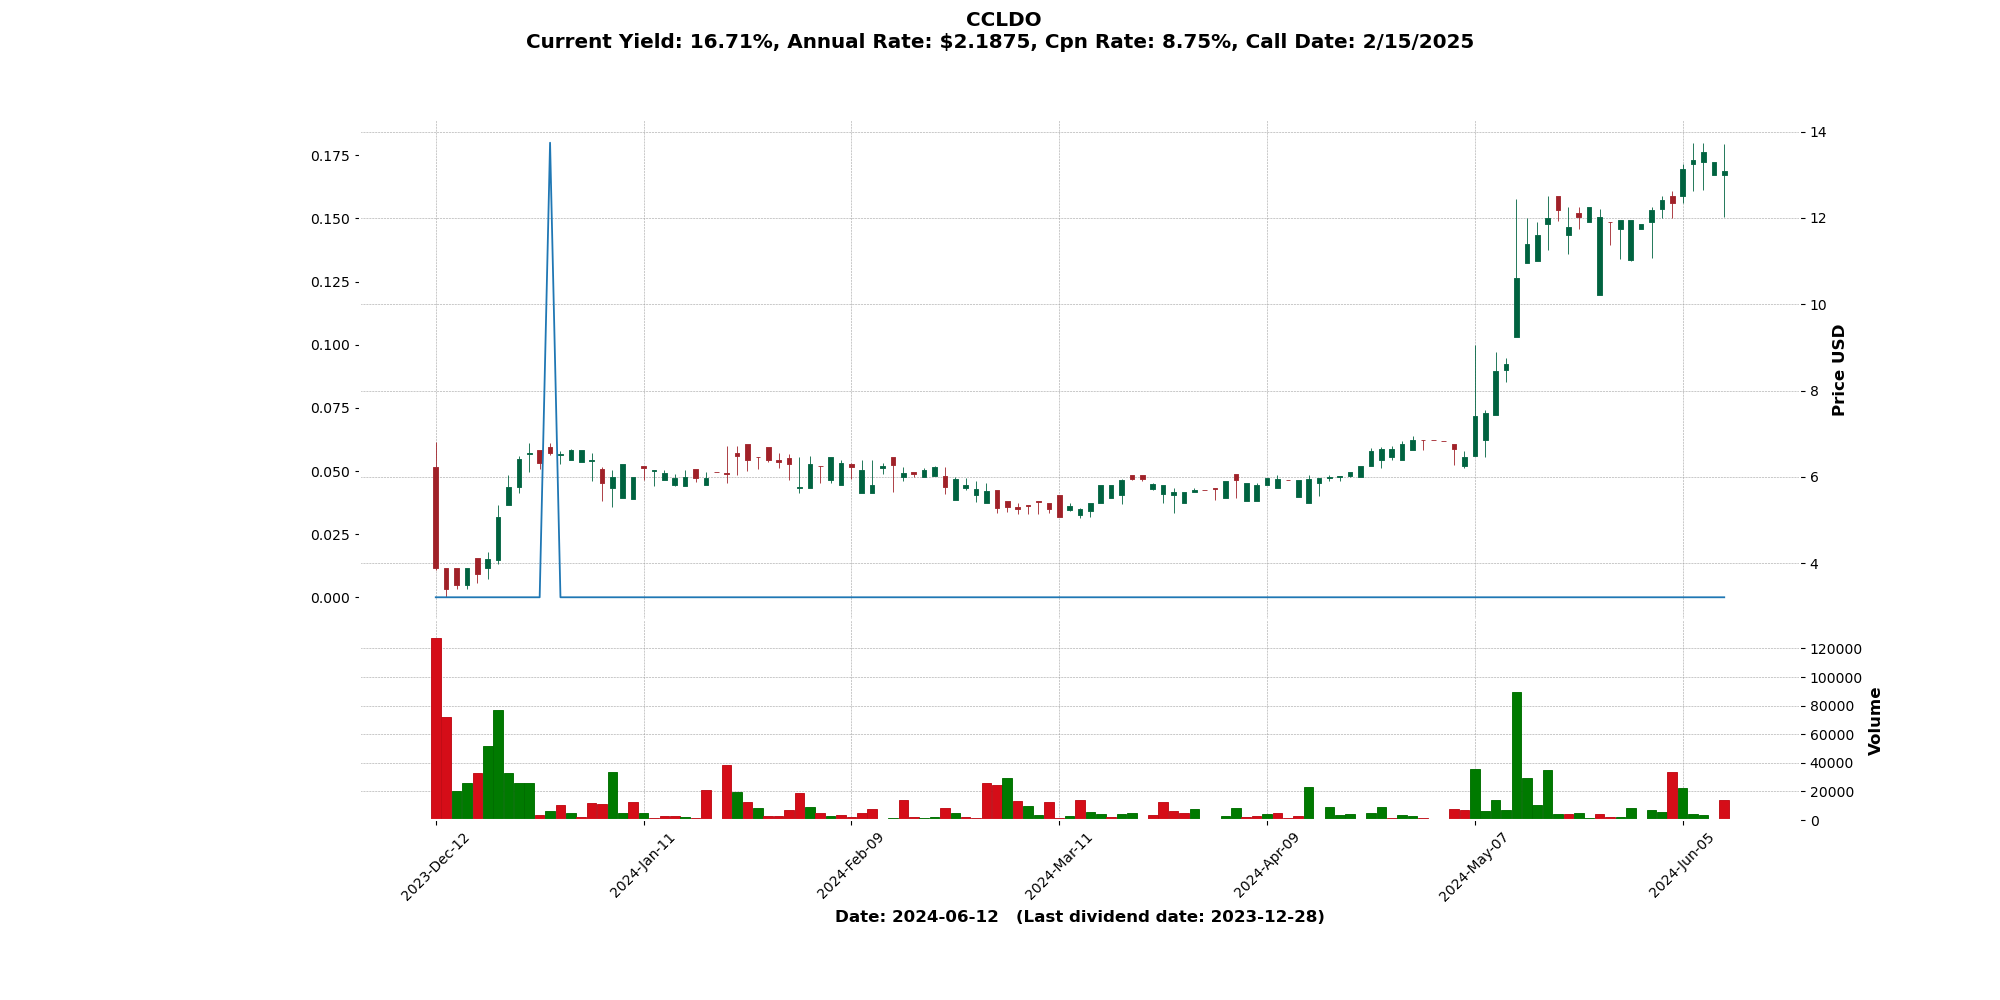 CCLDO
Current Yield: 16.71%, Annual Rate: $2.1875, Cpn Rate: 8.75%, Call Date: 2/15/2025
0.175
0.150
0.125
0.100
0.075
0.050
0.025
0.000
14
12
10
8
6
4
Price USD
120000
100000
80000
60000
40000
20000
0
Volume
2023-Dec-12
2024-Jan-11
2024-Feb-09
2024-Mar-11
2024-Apr-09
2024-May-07
2024-Jun-05
Date: 2024-06-12 (Last dividend date: 2023-12-28)